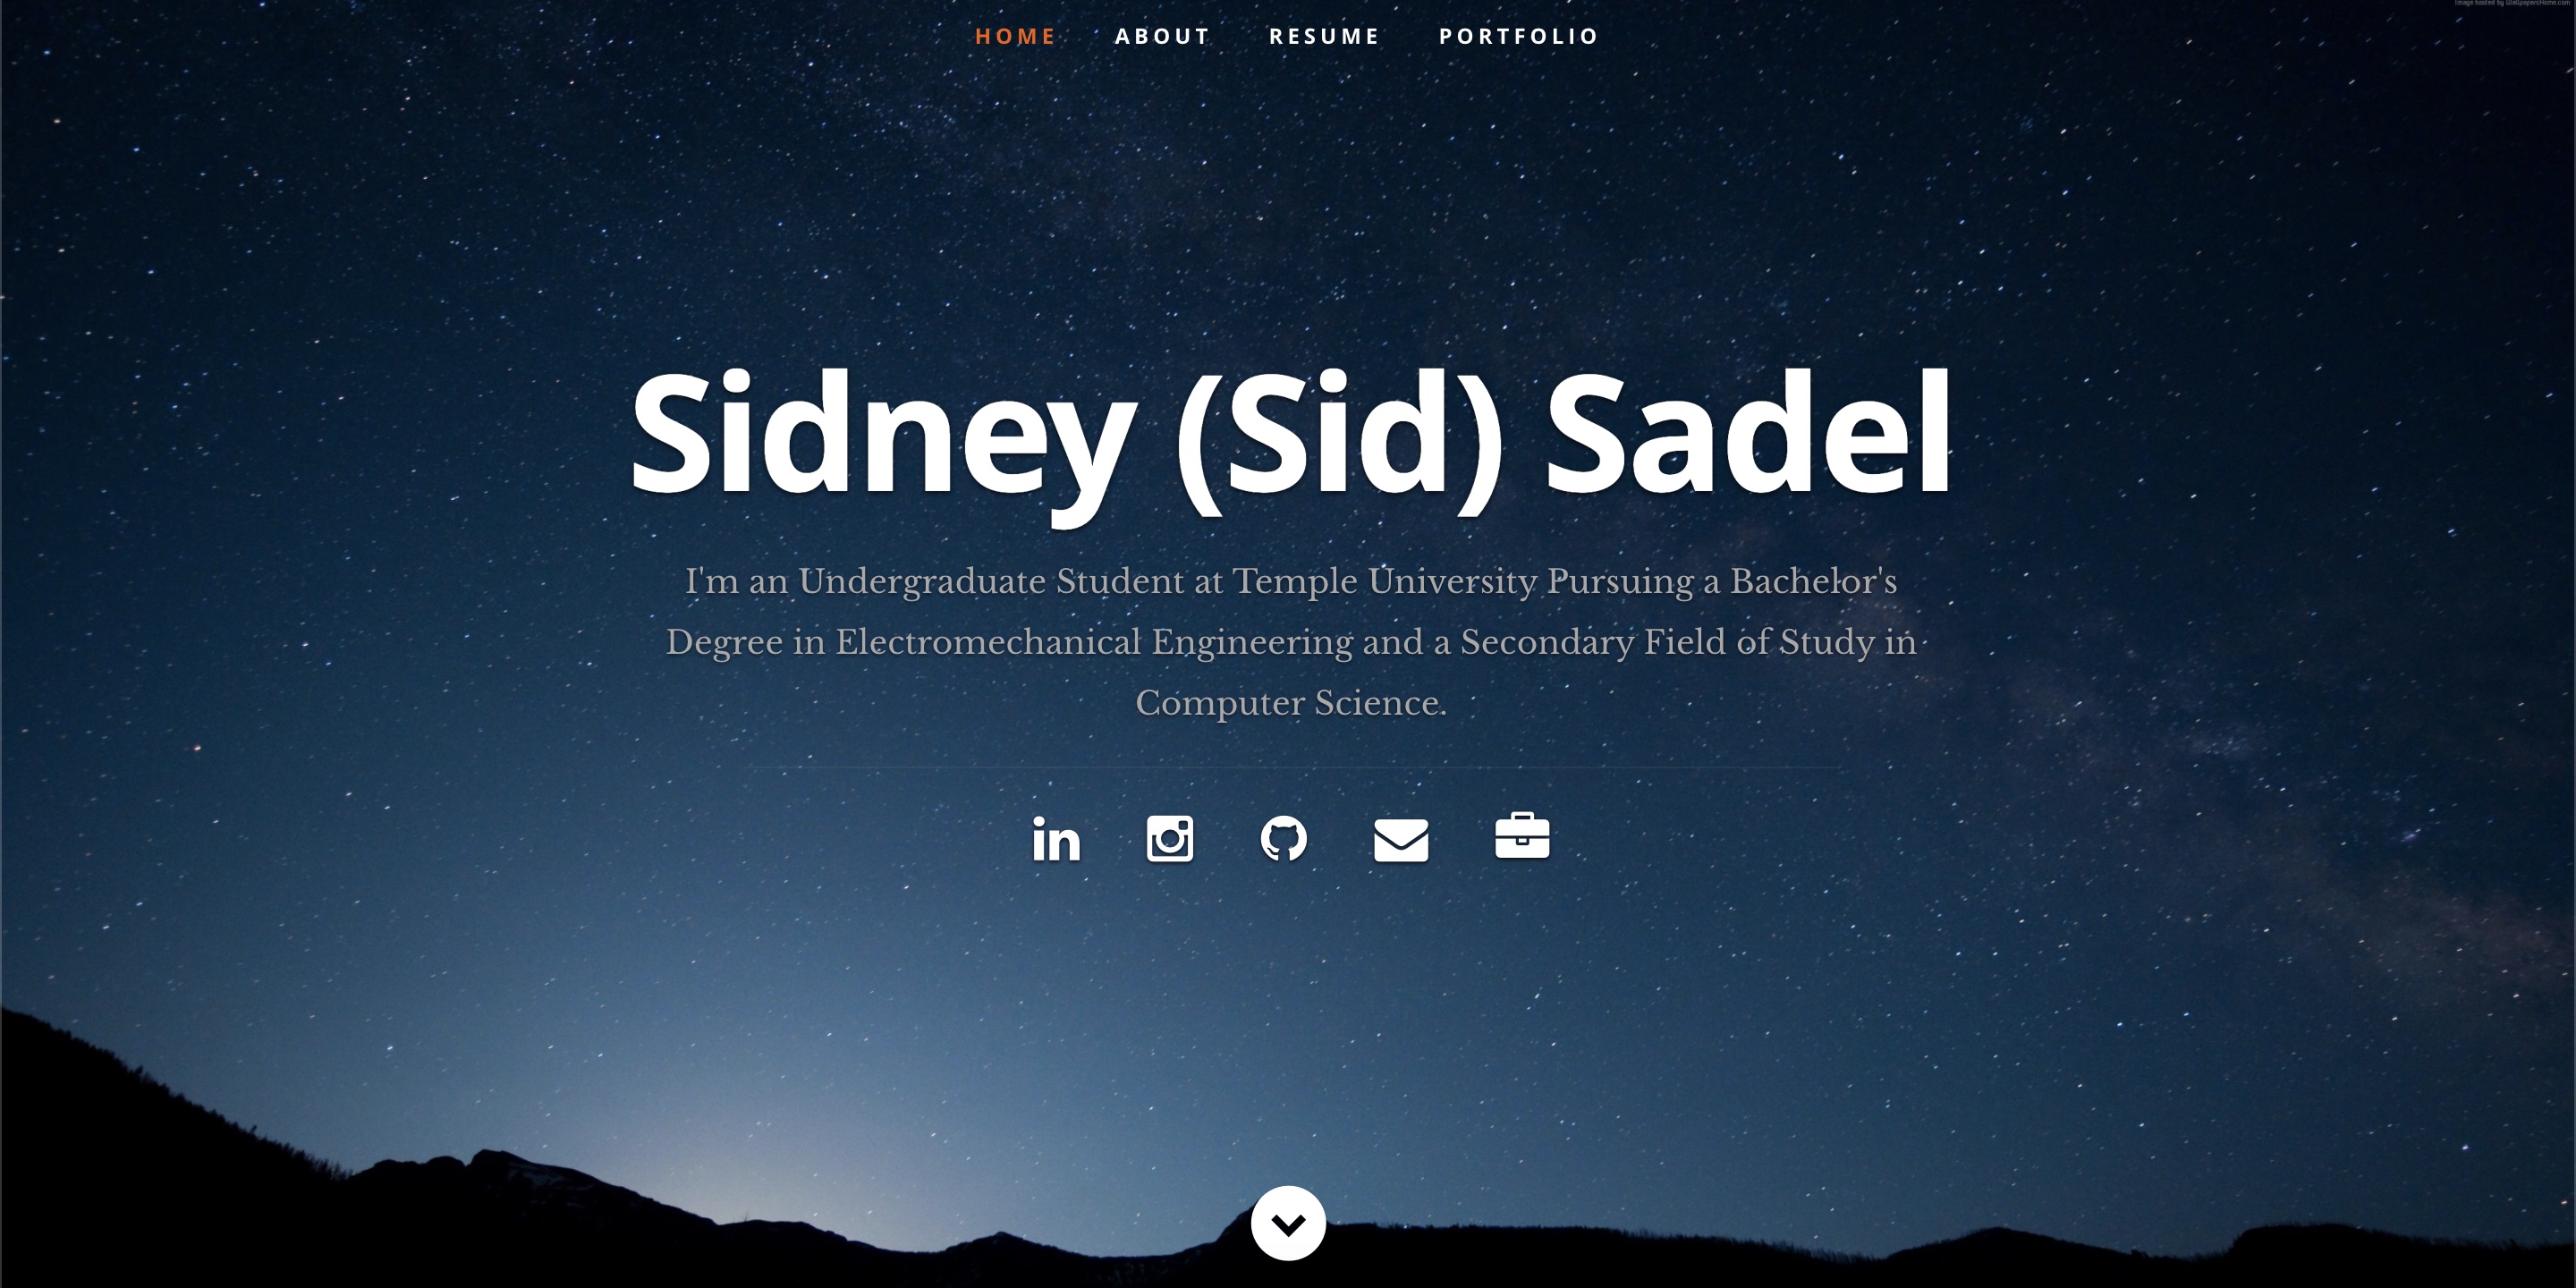 Image hosted by WallpapersHome.com
HOME ABOUT RESUME PORTFOLIO
Sidney (Sid) Sadel
I'm an Undergraduate Student at Temple University Pursuing a Bachelor's
Degree in Electromechanical Engineering and a Secondary Field of Study in
Computer Science.
in